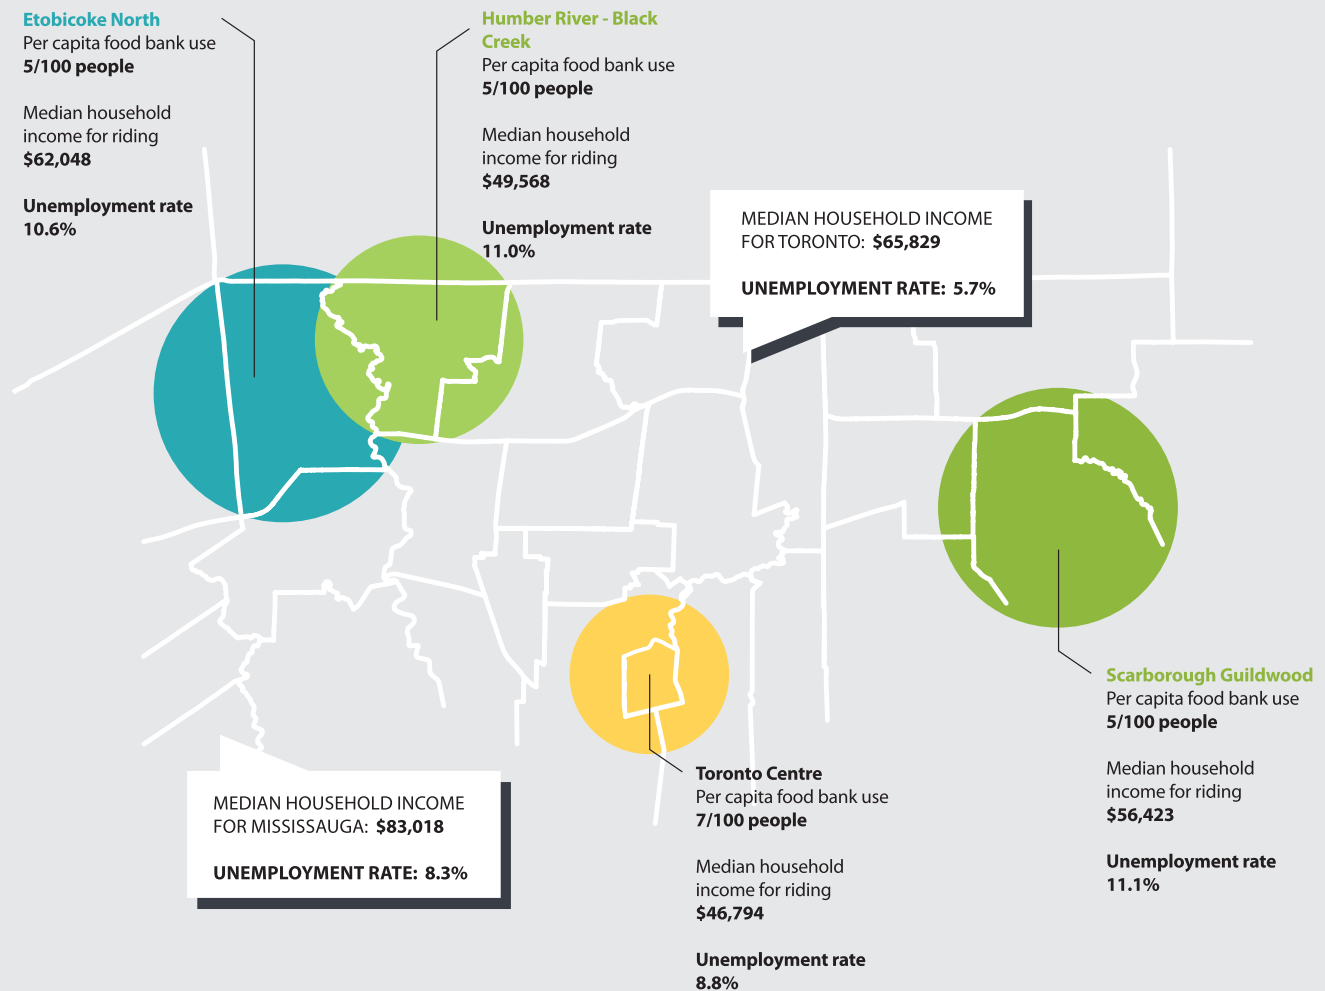 Etobicoke North
Per capita food bank use
5/100 people
Median household
income for riding
$62,048
Unemployment rate
10.6%
Humber River - Black
Creek
Per capita food bank use
5/100 people
Median household
income for riding
$49,568
Unemployment rate
11.0%
MEDIAN HOUSEHOLD INCOME
FOR TORONTO: $65,829
UNEMPLOYMENT RATE: 5.7%
Scarborough Guildwood
Per capita food bank use
5/100 people
Median household
income for riding
$56,423
Unemployment rate
11.1%
MEDIAN HOUSEHOLD INCOME
FOR MISSISSAUGA: $83,018
UNEMPLOYMENT RATE: 8.3%
Toronto Centre
Per capita food bank use
7/100 people
Median household
income for riding
$46,794
Unemployment rate
8.8%